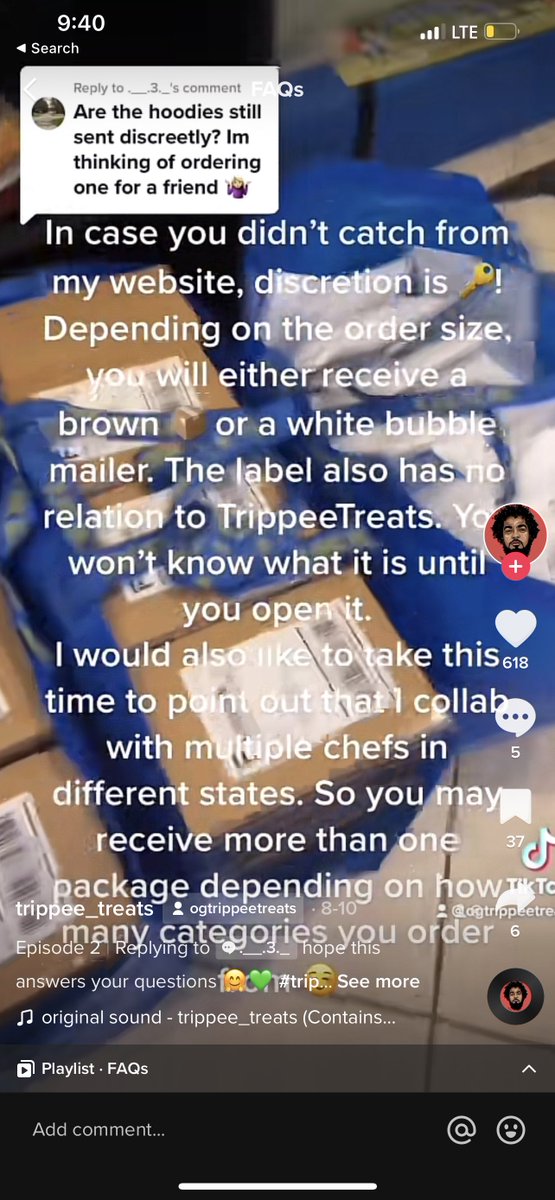 9:40
LTE
◀ Search
Reply to .__.3._'s comment
FAQs
Are the hoodies still
sent discreetly? Im
thinking of ordering
one for a friend 🤷‍♀️
In case you didn't catch from
my website, discretion is 🔑!
Depending on the order size,
you will either receive a
brown 📦 or a white bubble
mailer. The label also has no
relation to TrippeeTreats. You
won't know what it is until
you open it.
I would also like to take this
time to point out that I collab
with multiple chefs in
different states. So you may
receive more than one
package depending on how
many categories you order
618
5
37
6
trippee_treats ogtrippeetreats · 8-10
Episode 2 Replying to .__.3._ hope this
answers your questions🤗💚 #trip... See more
♫ original sound - trippee_treats (Contains...
Playlist · FAQs
Add comment...